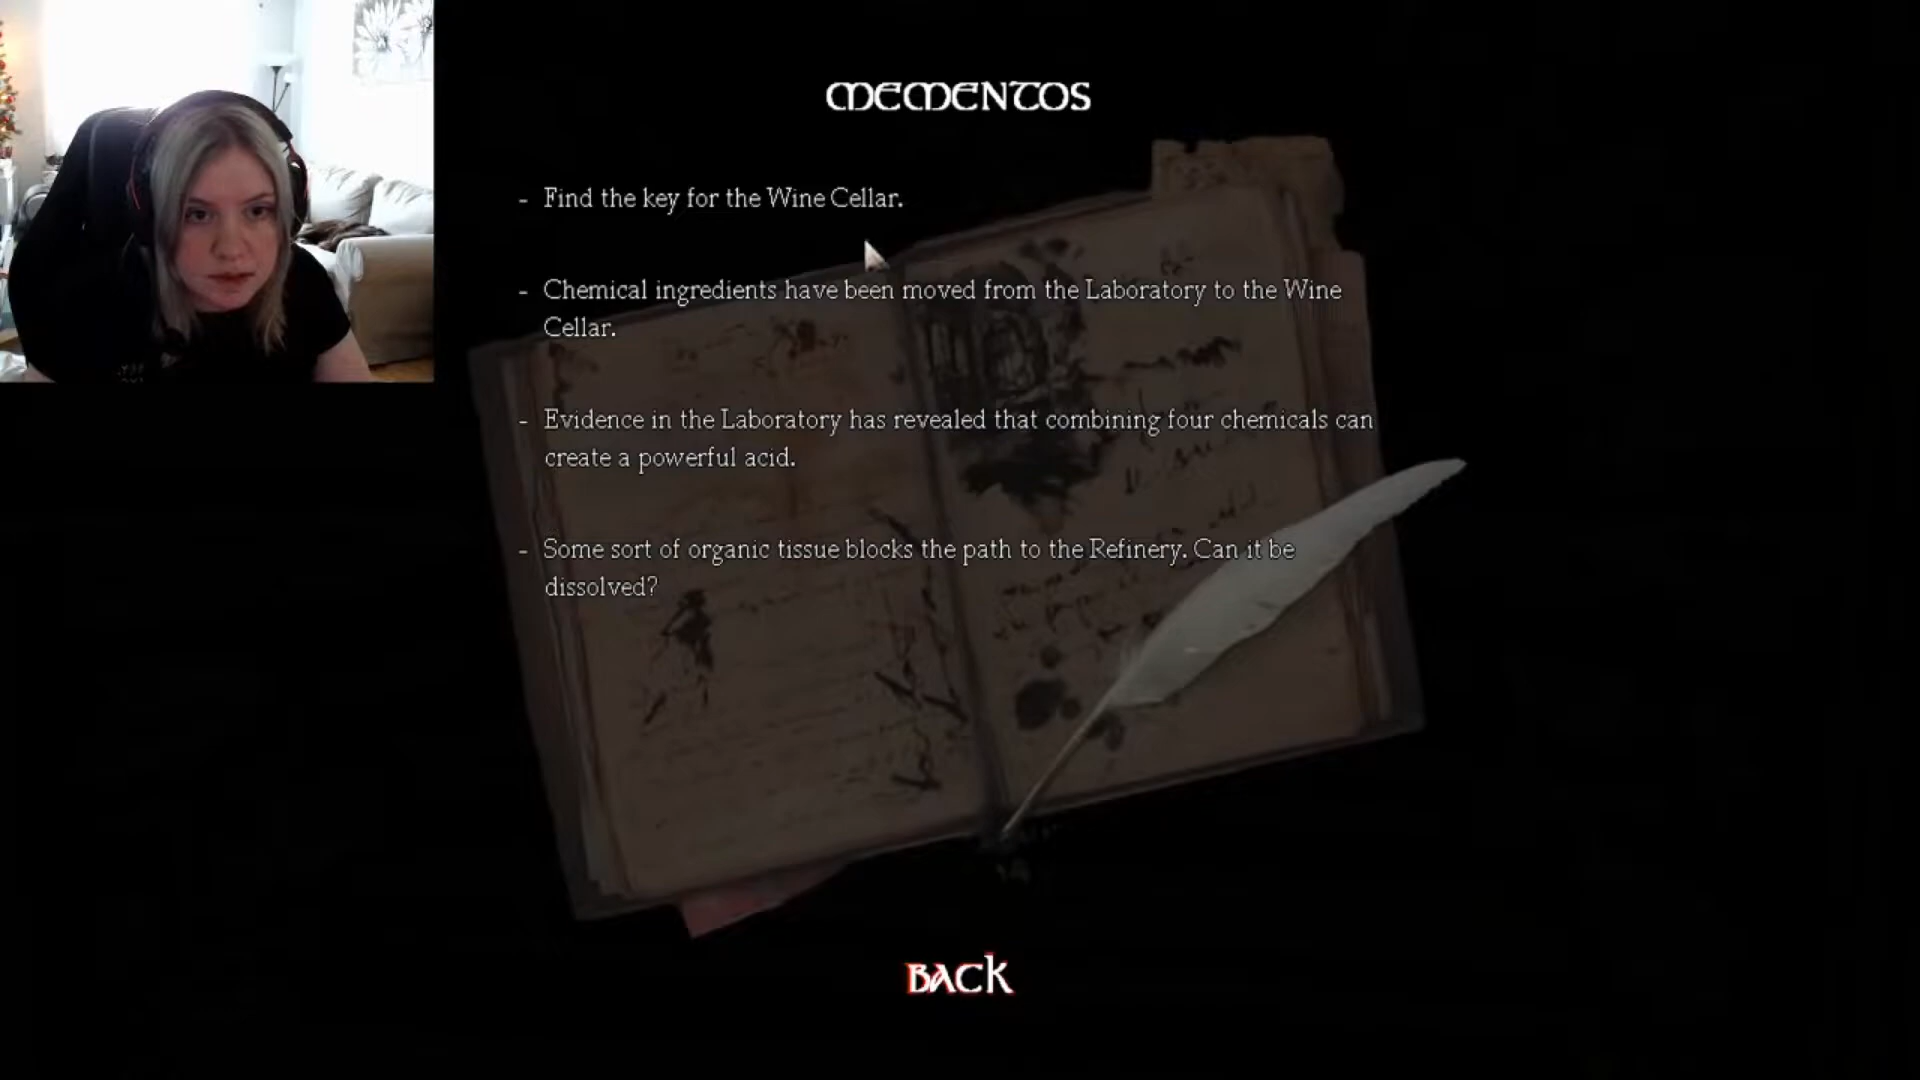 MEMENTOS
- Find the key for the Wine Cellar.
- Chemical ingredients have been moved from the Laboratory to the Wine
Cellar.
- Evidence in the Laboratory has revealed that combining four chemicals can
create a powerful acid.
- Some sort of organic tissue blocks the path to the Refinery. Can it be
dissolved?
BACK